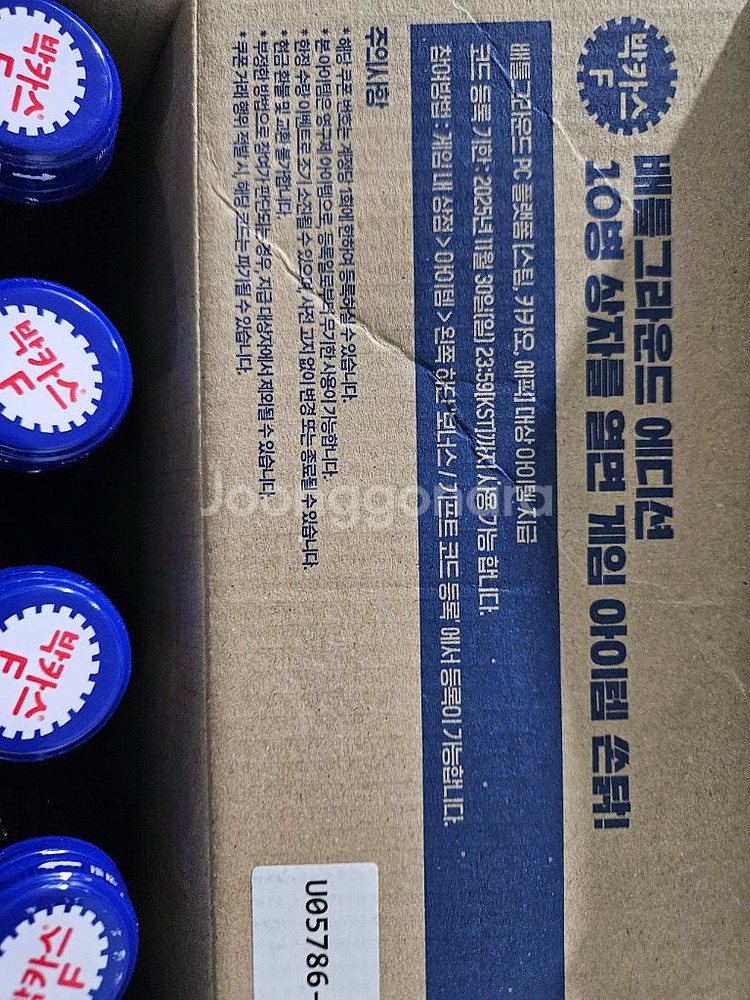 박카스
F
배틀그라운드 에디션
10병 상자를 열면 게임 아이템 쏟닭!
배틀그라운드 PC 플랫폼 [스팀, 카카오, 에픽] 대상 아이템 지급
코드 등록 기한: 2025년 11월 30일(일) 23:59(KST)까지 사용 가능 합니다.
참여방법 : 게임 내 상점 > 아이템 > 왼쪽 하단 '보너스 / 기프트 코드 등록' 에서 등록이 가능합니다.
주의사항
* 해당 쿠폰 번호는, 계정당 1회에 한하여 등록하실 수 있습니다.
* 본 아이템은 영구제 아이템으로, 등록일로부터 무기한 사용이 가능합니다.
* 한정 수량 이벤트로 조기 소진될 수 있으며, 사전 고지 없이 변경 또는 종료될 수 있습니다.
* 현금 환불 및 교환 불가합니다.
* 부정한 방법으로 참여가 판단되는 경우, 지급 대상자에서 제외될 수 있습니다.
* 쿠폰 거래 행위 적발 시, 해당 코드는 파기될 수 있습니다.
U05786-
박카스
F
박카스
F
박카스
F
박카스
F
Joonggonara